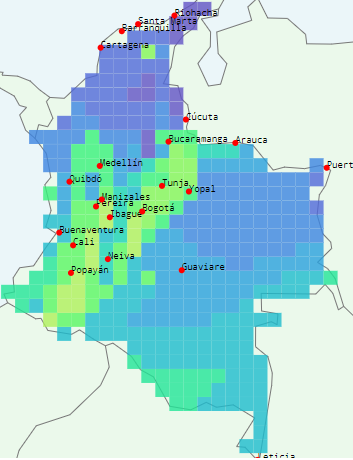 Riohacha
Santa Marta
Barranquilla
Cartagena
Cúcuta
Bucaramanga
Arauca
Medellín
Puert
Quibdó
Tunja
Yopal
Manizales
Pereira
Bogotá
Ibagué
Buenaventura
Cali
Neiva
Guaviare
Popayán
Leticia